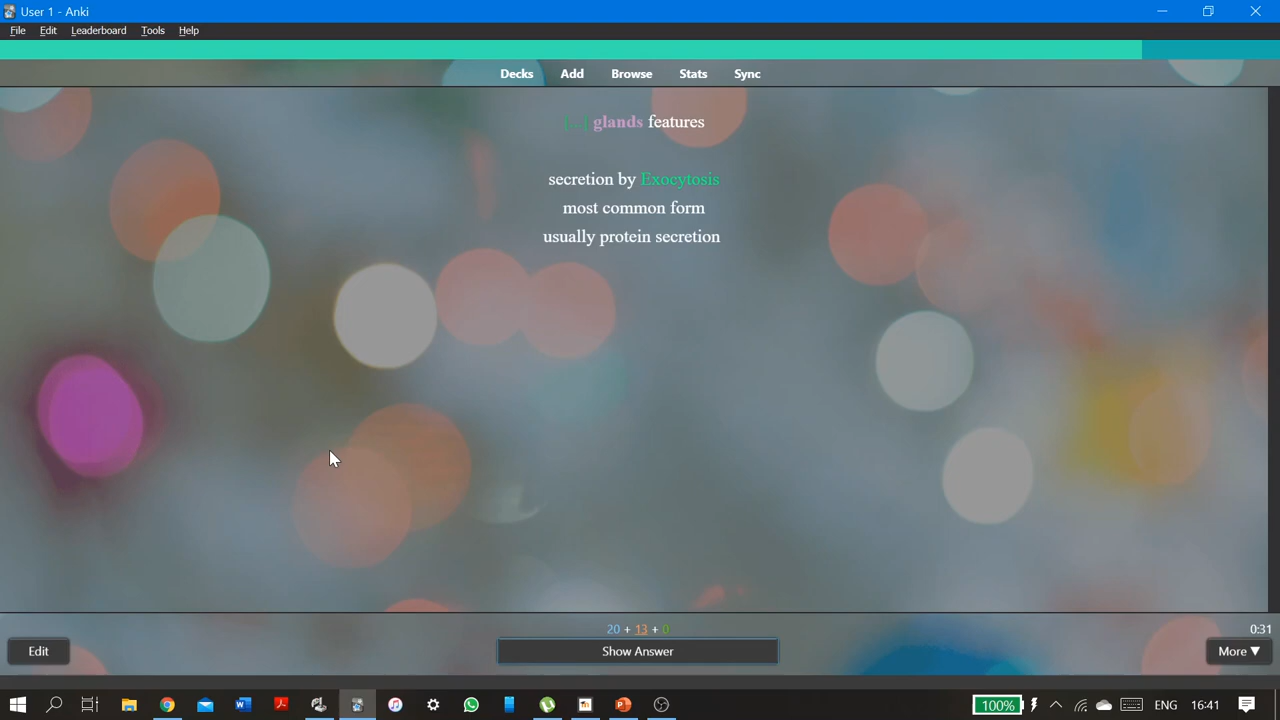 User 1 - Anki
File Edit Leaderboard Tools Help
Decks Add Browse Stats Sync
[...] glands features
secretion by Exocytosis
most common form
usually protein secretion
20 + 13 + 0
0:31
Edit
Show Answer
More ▼
100%
ENG
16:41